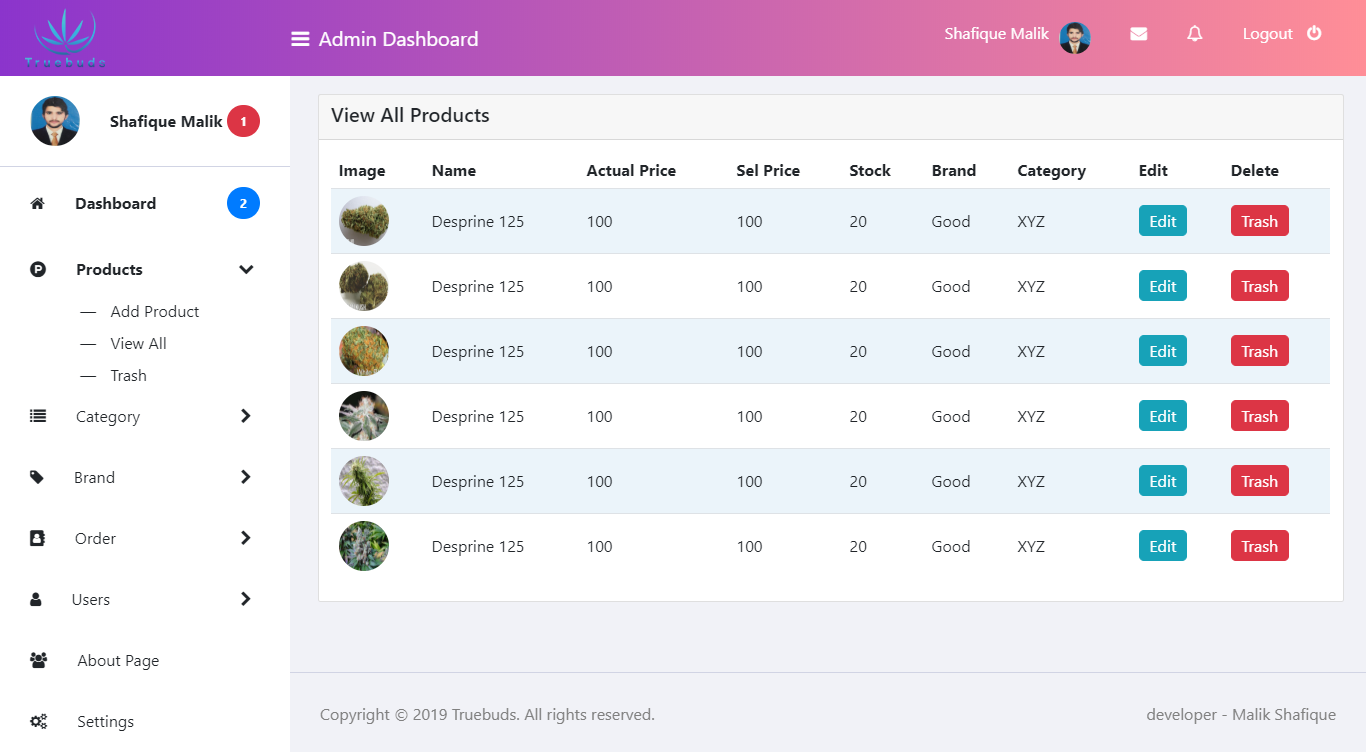 Truebuds
Admin Dashboard
Shafique Malik
Logout
Shafique Malik 1
Dashboard 2
Products
— Add Product
— View All
— Trash
Category
Brand
Order
Users
About Page
Settings
View All Products
Image Name Actual Price Sel Price Stock Brand Category Edit Delete
Desprine 125 100 100 20 Good XYZ Edit Trash
Desprine 125 100 100 20 Good XYZ Edit Trash
Desprine 125 100 100 20 Good XYZ Edit Trash
Desprine 125 100 100 20 Good XYZ Edit Trash
Desprine 125 100 100 20 Good XYZ Edit Trash
Desprine 125 100 100 20 Good XYZ Edit Trash
Copyright © 2019 Truebuds. All rights reserved.
developer - Malik Shafique